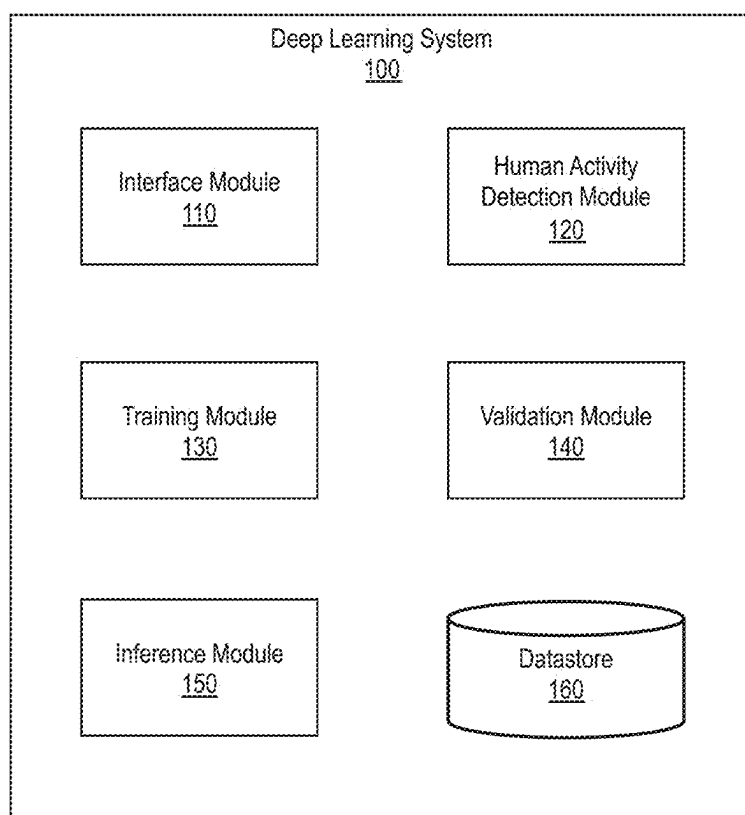 Deep Learning System
100
Interface Module
110
Human Activity
Detection Module
120
Training Module
130
Validation Module
140
Inference Module
150
Datastore
160